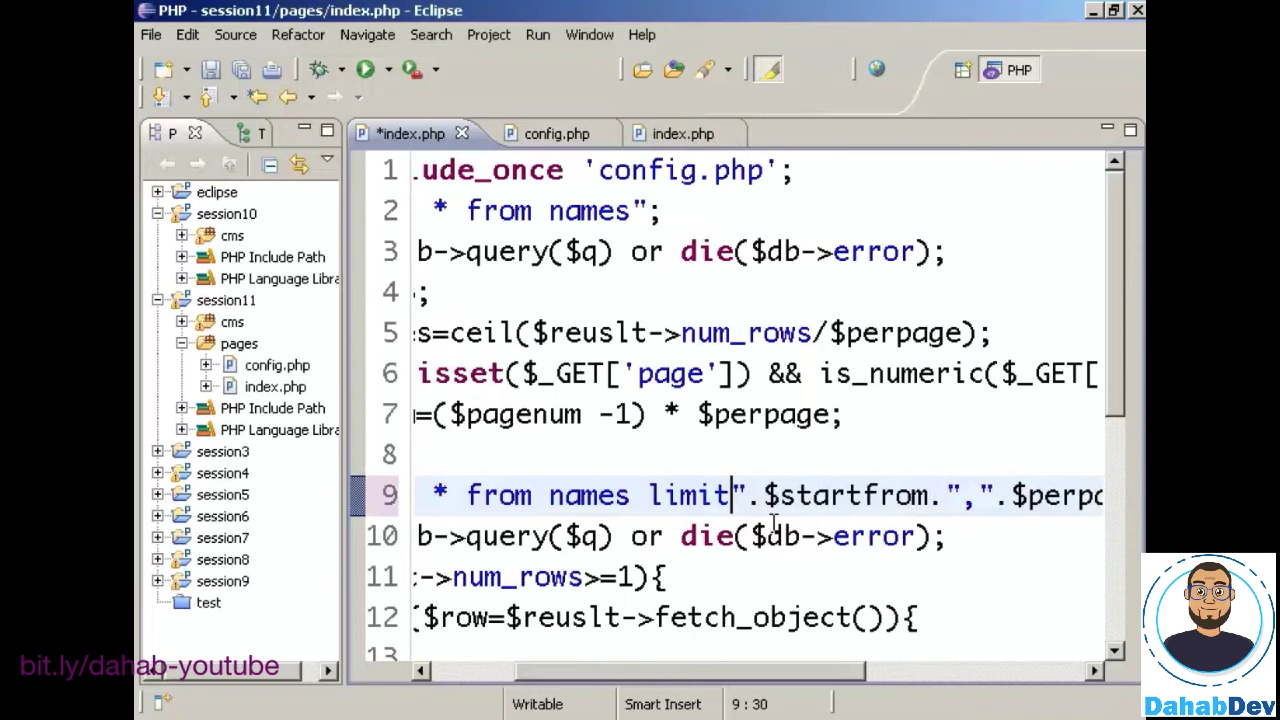 PHP - session11/pages/index.php - Eclipse
File Edit Source Refactor Navigate Search Project Run Window Help
PHP
P T
*index.php config.php index.php
eclipse
session10
cms
PHP Include Path
PHP Language Libra
session11
cms
pages
config.php
index.php
PHP Include Path
PHP Language Libra
session3
session4
session5
session6
session7
session8
session9
test
1 ude_once 'config.php';
2 * from names";
3 b->query($q) or die($db->error);
4 ;
5 s=ceil($reuslt->num_rows/$perpage);
6 isset($_GET['page']) && is_numeric($_GET[
7 =($pagenum -1) * $perpage;
8
9 * from names limit".$startfrom.",".$perpa
10 b->query($q) or die($db->error);
11 ->num_rows>=1){
12 ($row=$reuslt->fetch_object()){
13
bit.ly/dahab-youtube
Writable Smart Insert 9 : 30
DahabDev